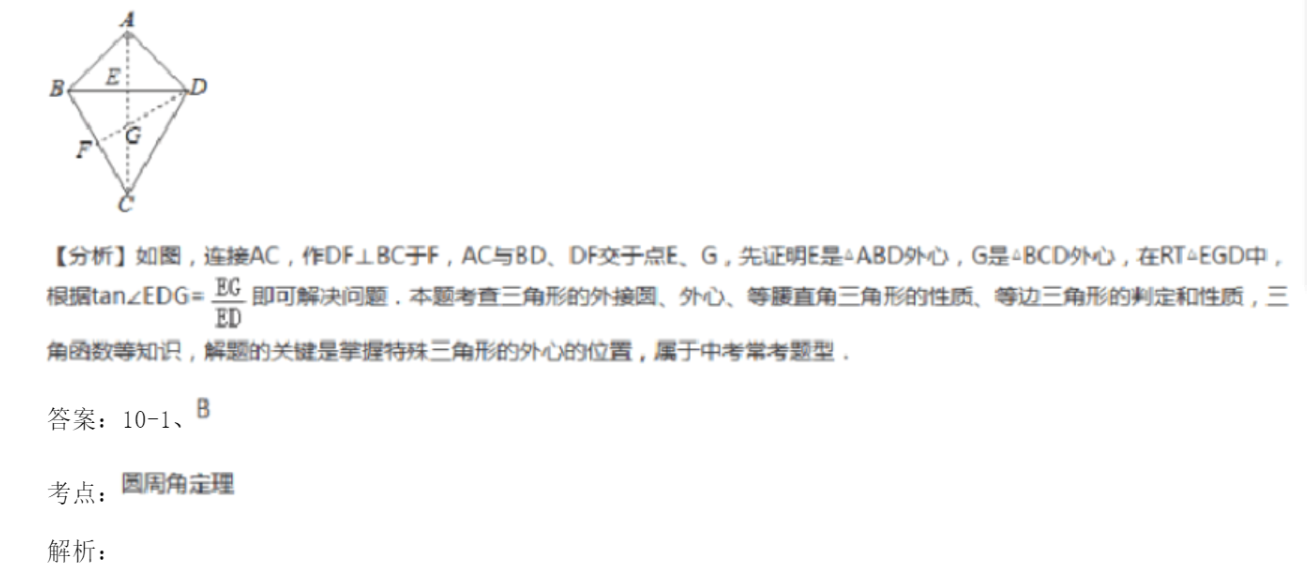 A
B
E
D
G
F
C
【分析】如图，连接AC，作DF⊥BC于F，AC与BD、DF交于点E、G，先证明E是△ABD外心，G是△BCD外心，在RT△EGD中，
根据tan∠EDG= EG/ED 即可解决问题．本题考查三角形的外接圆、外心、等腰直角三角形的性质、等边三角形的判定和性质，三
角函数等知识，解题的关键是掌握特殊三角形的外心的位置，属于中考常考题型．
答案：10-1、B
考点：圆周角定理
解析：